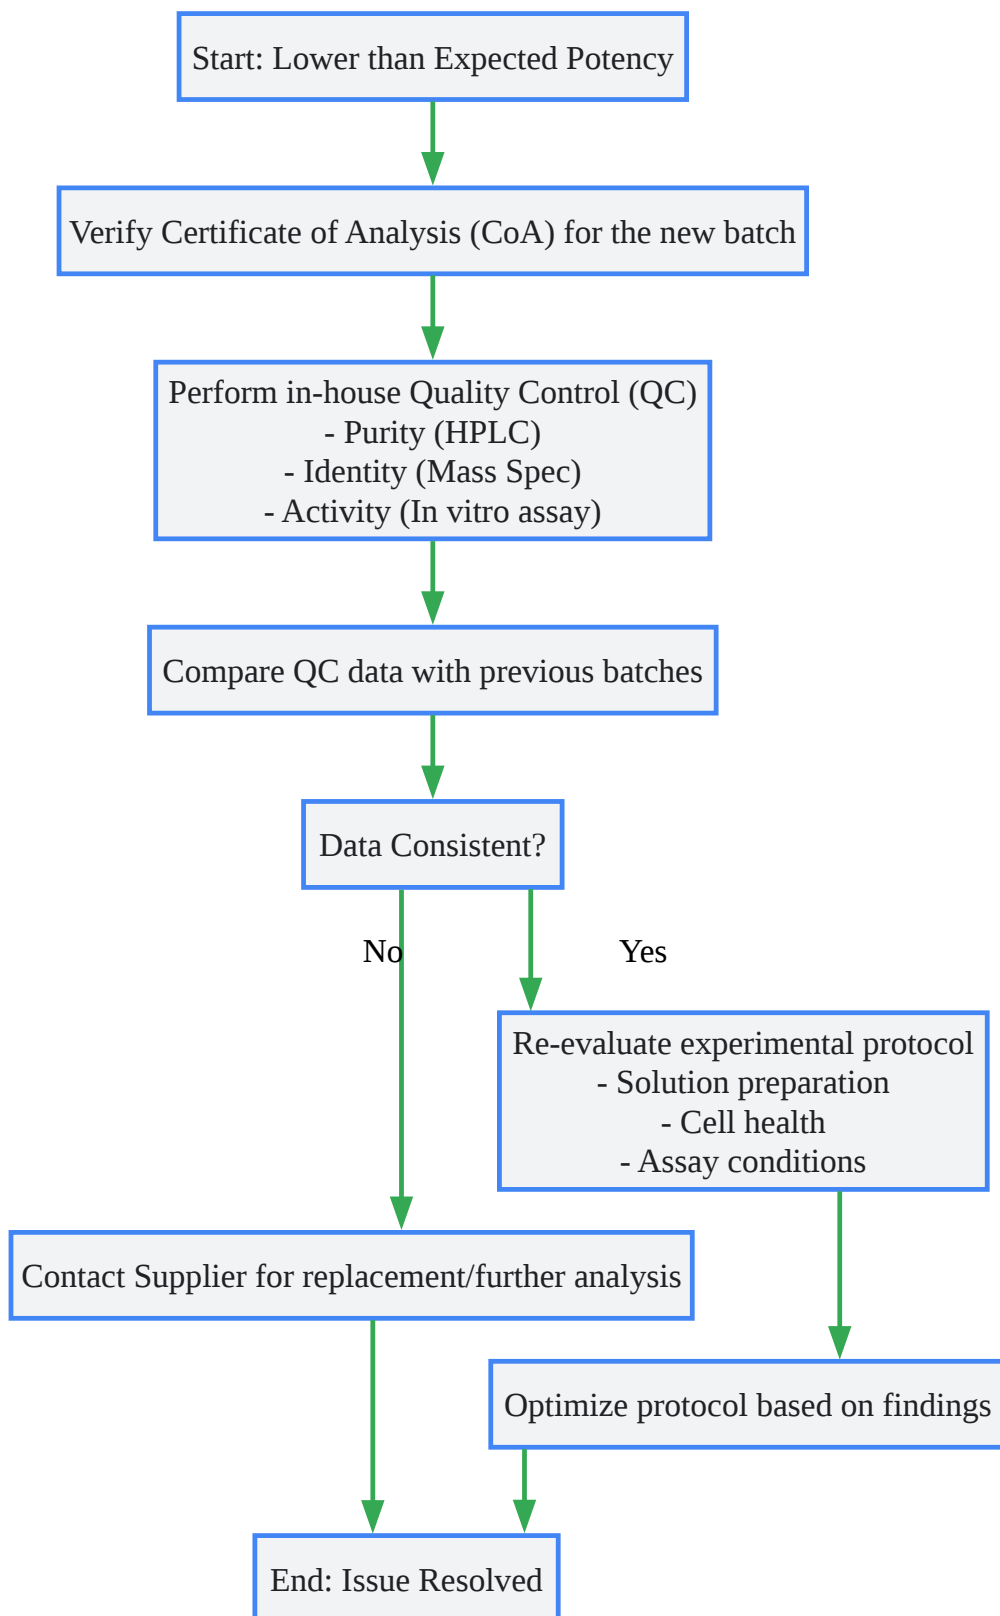 Start: Lower than Expected Potency
Verify Certificate of Analysis (CoA) for the new batch
Perform in-house Quality Control (QC)
- Purity (HPLC)
- Identity (Mass Spec)
- Activity (In vitro assay)
Compare QC data with previous batches
Data Consistent?
No
Yes
Re-evaluate experimental protocol
- Solution preparation
- Cell health
- Assay conditions
Contact Supplier for replacement/further analysis
Optimize protocol based on findings
End: Issue Resolved